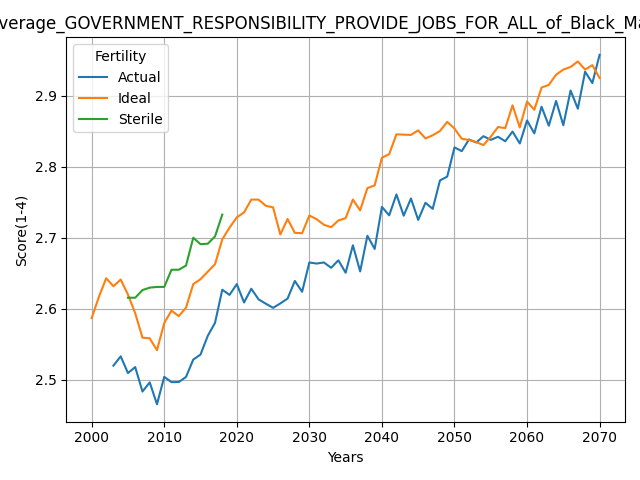 verage_GOVERNMENT_RESPONSIBILITY_PROVIDE_JOBS_FOR_ALL_of_Black_Ma
Fertility
Actual
Ideal
Sterile
Score(1-4)
2.9
2.8
2.7
2.6
2.5
2000 2010 2020 2030 2040 2050 2060 2070
Years